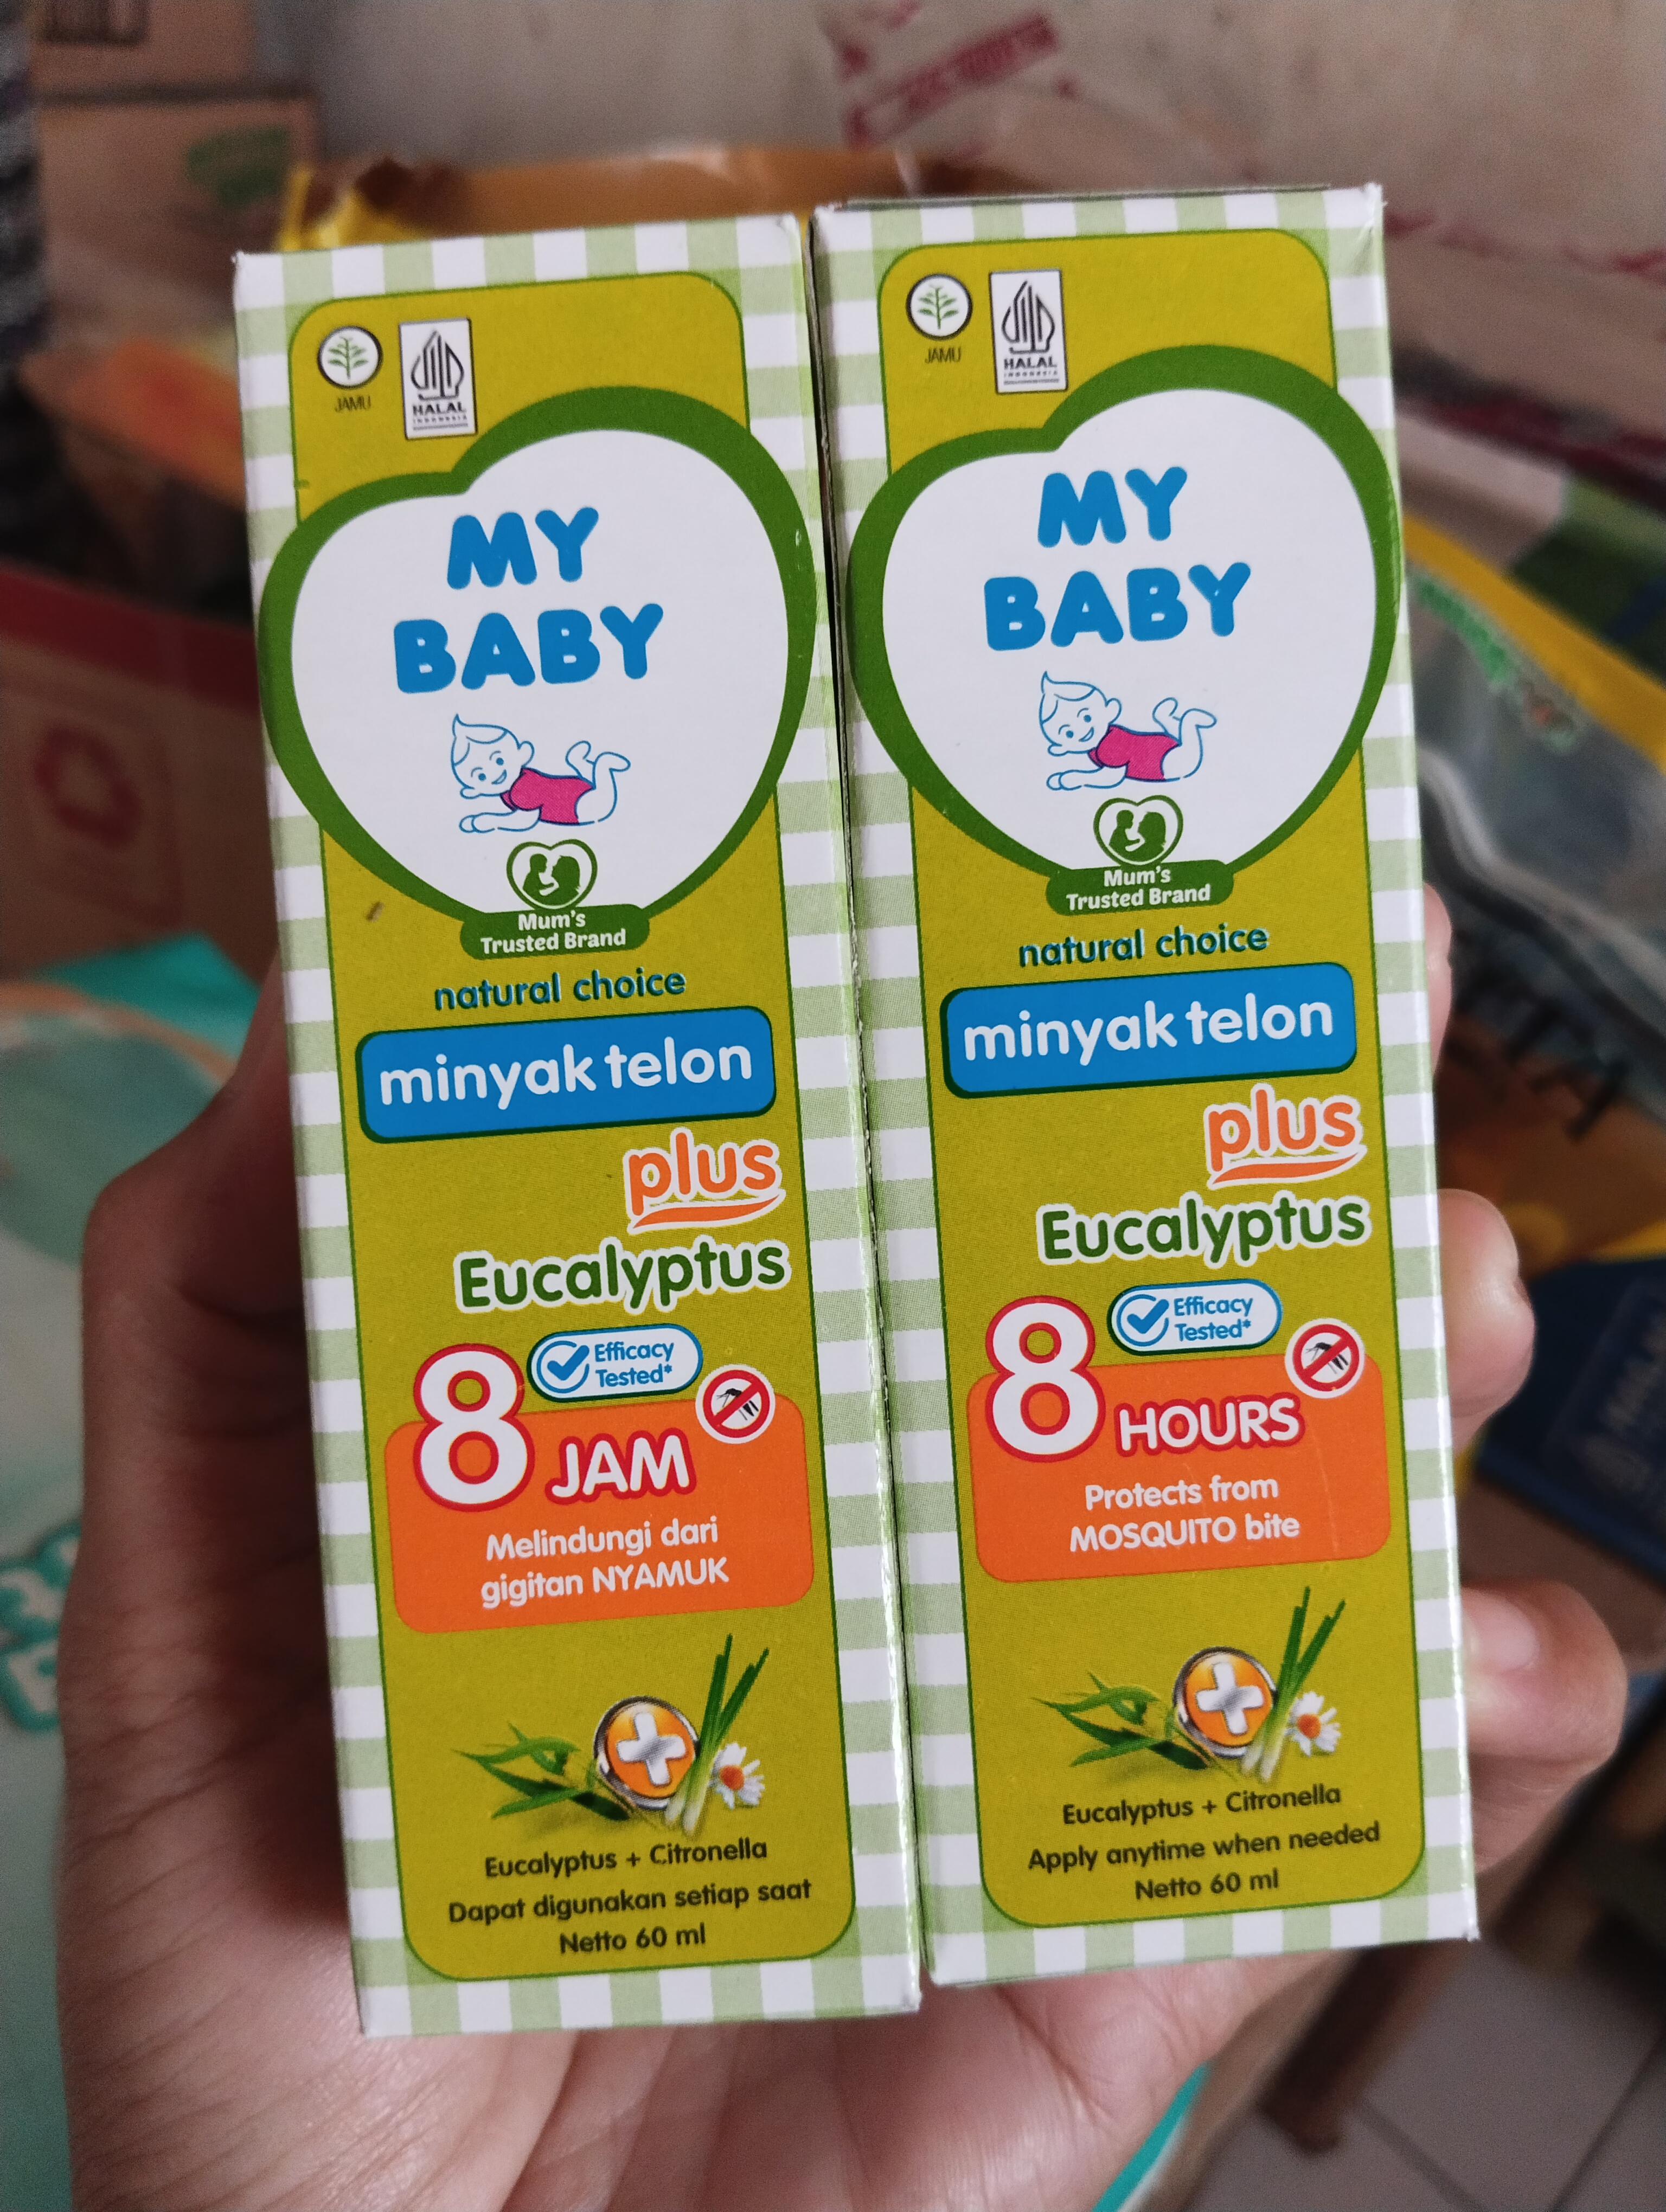 JAMU
HALAL
INDONESIA
MY
BABY
Mum's
Trusted Brand
natural choice
minyak telon
plus
Eucalyptus
8 JAM
Efficacy
Tested*
Melindungi dari
gigitan NYAMUK
Eucalyptus + Citronella
Dapat digunakan setiap saat
Netto 60 ml
JAMU
HALAL
INDONESIA
MY
BABY
Mum's
Trusted Brand
natural choice
minyak telon
plus
Eucalyptus
8 HOURS
Efficacy
Tested*
Protects from
MOSQUITO bite
Eucalyptus + Citronella
Apply anytime when needed
Netto 60 ml